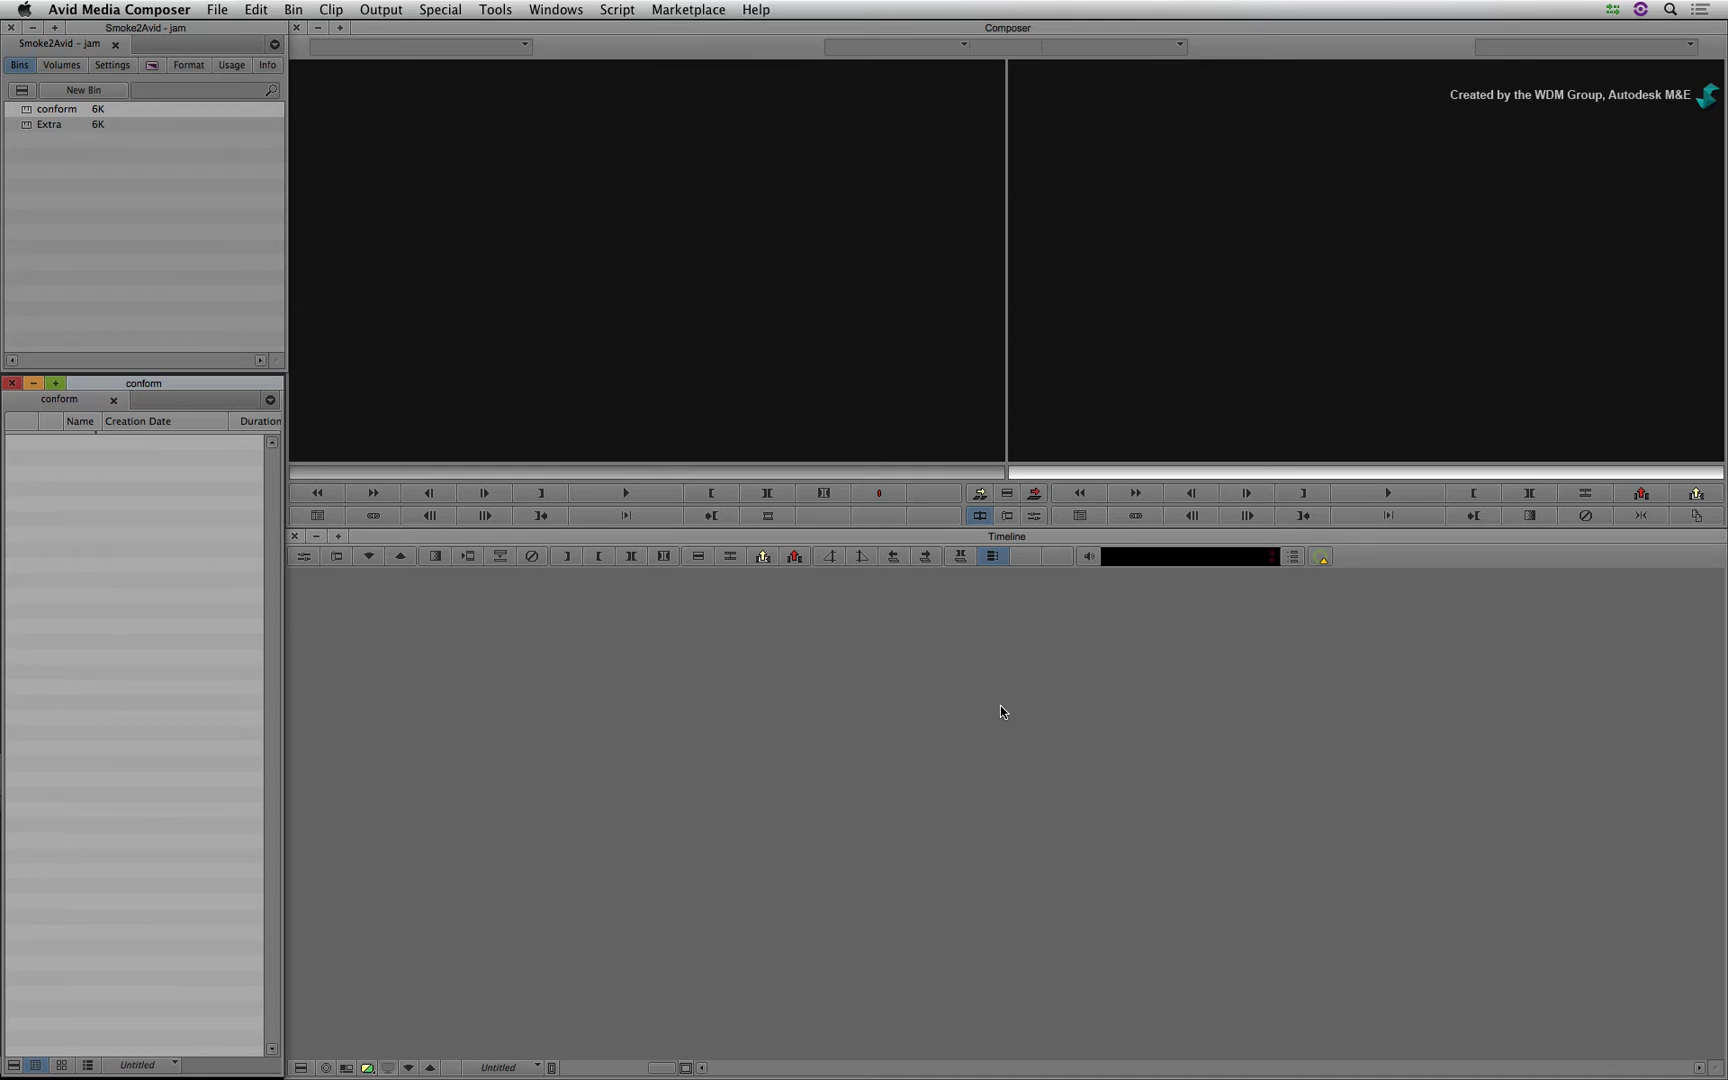 Avid Media Composer File Edit Bin Clip Output Special Tools Windows Script Marketplace Help
Smoke2Avid - jam
Composer
Smoke2Avid - jam
Bins Volumes Settings Format Usage Info
New Bin
Created by the WDM Group, Autodesk M&E
conform 6K
Extra 6K
conform
conform
Name Creation Date Duration
Timeline
Untitled
Untitled